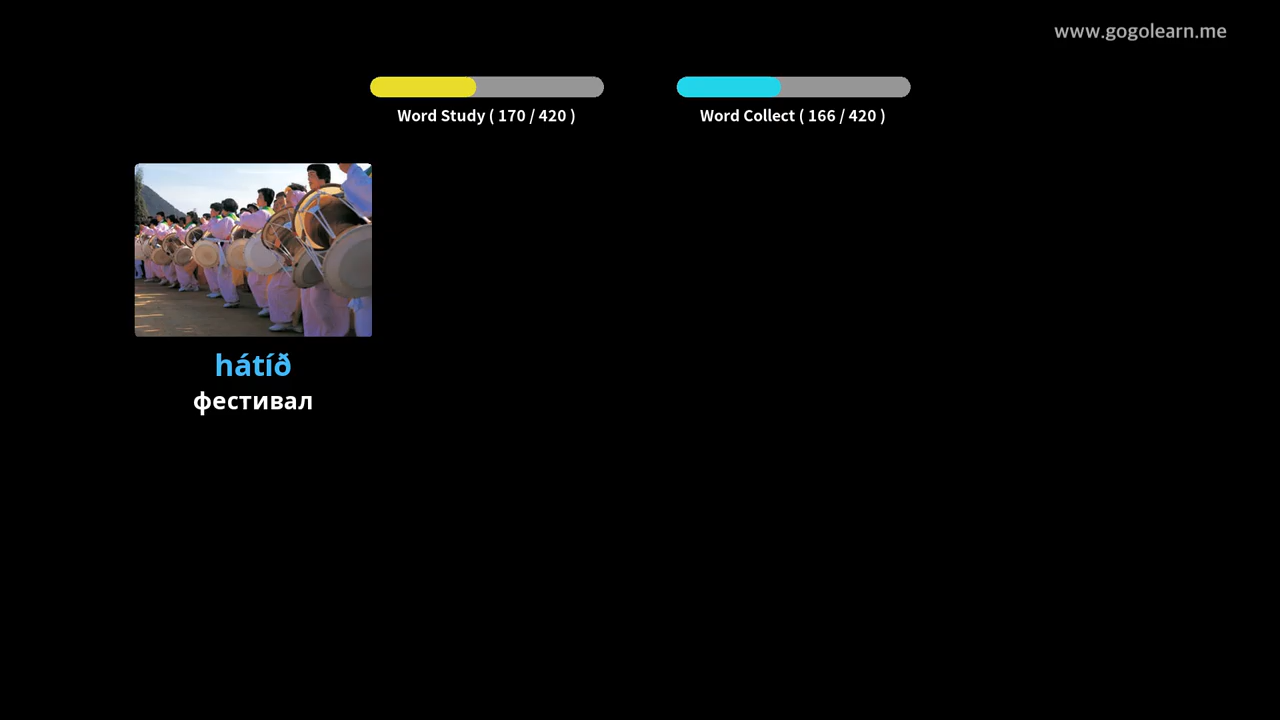 www.gogolearn.me
Word Study ( 170 / 420 )
Word Collect ( 166 / 420 )
hátíð
фестивал